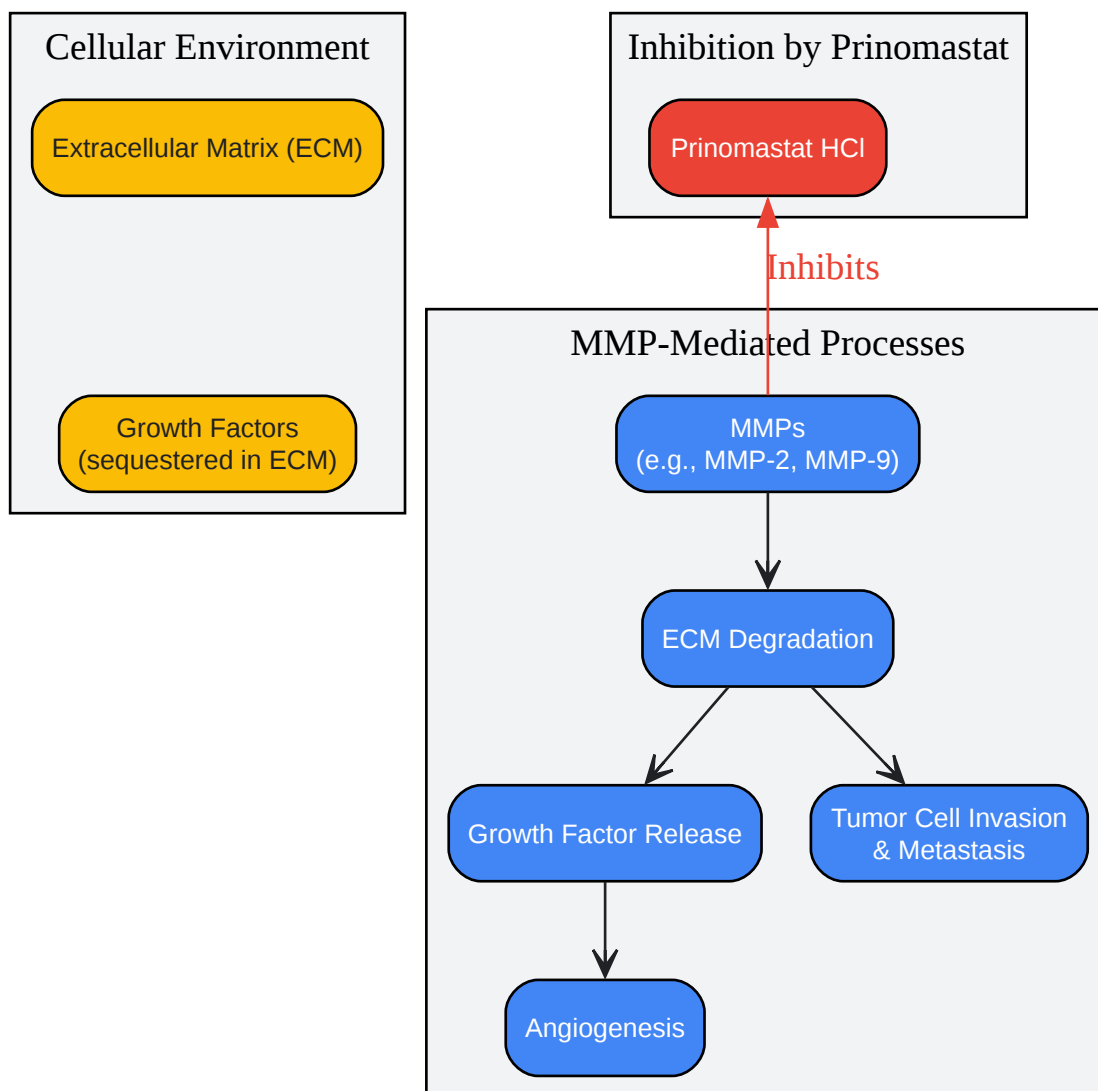 Cellular Environment
Extracellular Matrix (ECM)
Growth Factors
(sequestered in ECM)
Inhibition by Prinomastat
Prinomastat HCl
Inhibits
MMP-Mediated Processes
MMPs
(e.g., MMP-2, MMP-9)
ECM Degradation
Growth Factor Release
Tumor Cell Invasion
& Metastasis
Angiogenesis